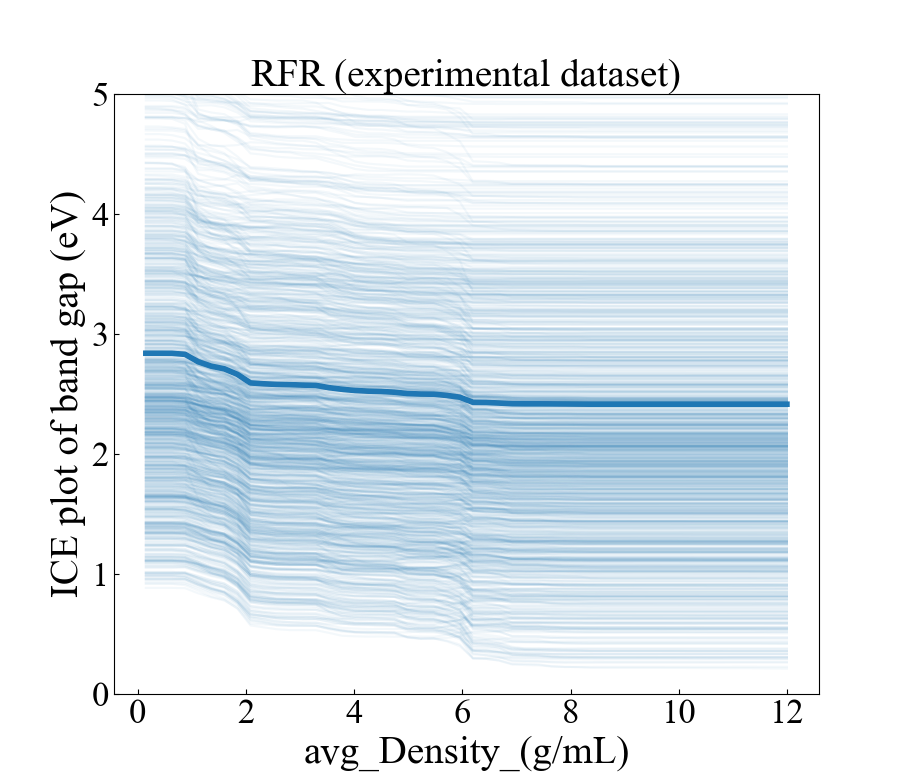 RFR (experimental dataset)
ICE plot of band gap (eV)
5
4
3
2
1
0
0 2 4 6 8 10 12
avg_Density_(g/mL)